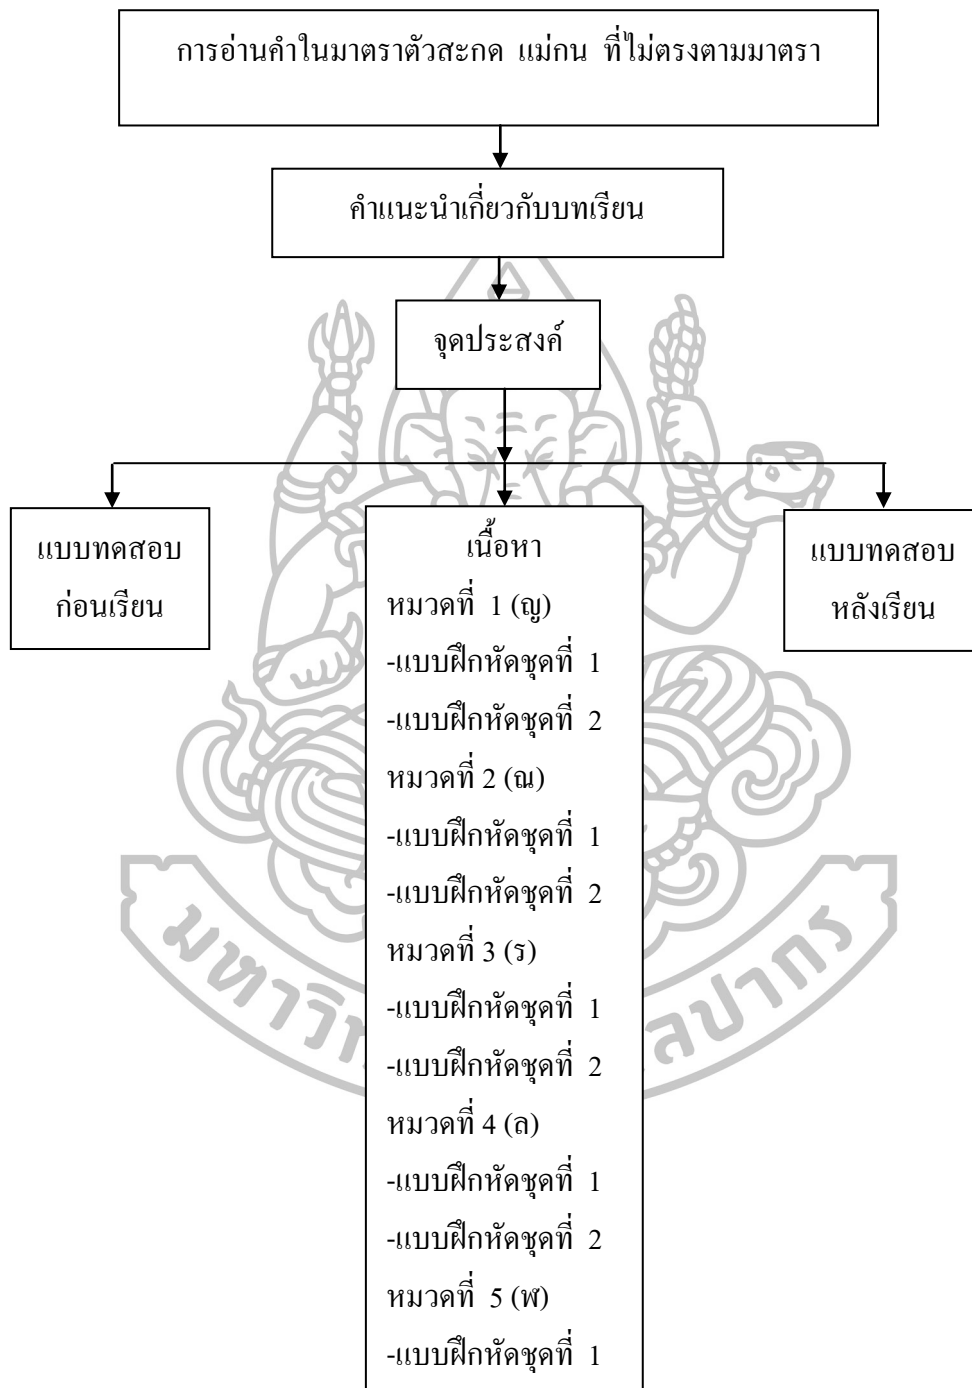 การอ่านคำในมาตราตัวสะกด แม่กน ที่ไม่ตรงตามมาตรา
คำแนะนำเกี่ยวกับบทเรียน
จุดประสงค์
แบบทดสอบ
ก่อนเรียน
เนื้อหา
หมวดที่ 1 (ญ)
-แบบฝึกหัดชุดที่ 1
-แบบฝึกหัดชุดที่ 2
หมวดที่ 2 (ณ)
-แบบฝึกหัดชุดที่ 1
-แบบฝึกหัดชุดที่ 2
หมวดที่ 3 (ร)
-แบบฝึกหัดชุดที่ 1
-แบบฝึกหัดชุดที่ 2
หมวดที่ 4 (ล)
-แบบฝึกหัดชุดที่ 1
-แบบฝึกหัดชุดที่ 2
หมวดที่ 5 (ฬ)
-แบบฝึกหัดชุดที่ 1
แบบทดสอบ
หลังเรียน